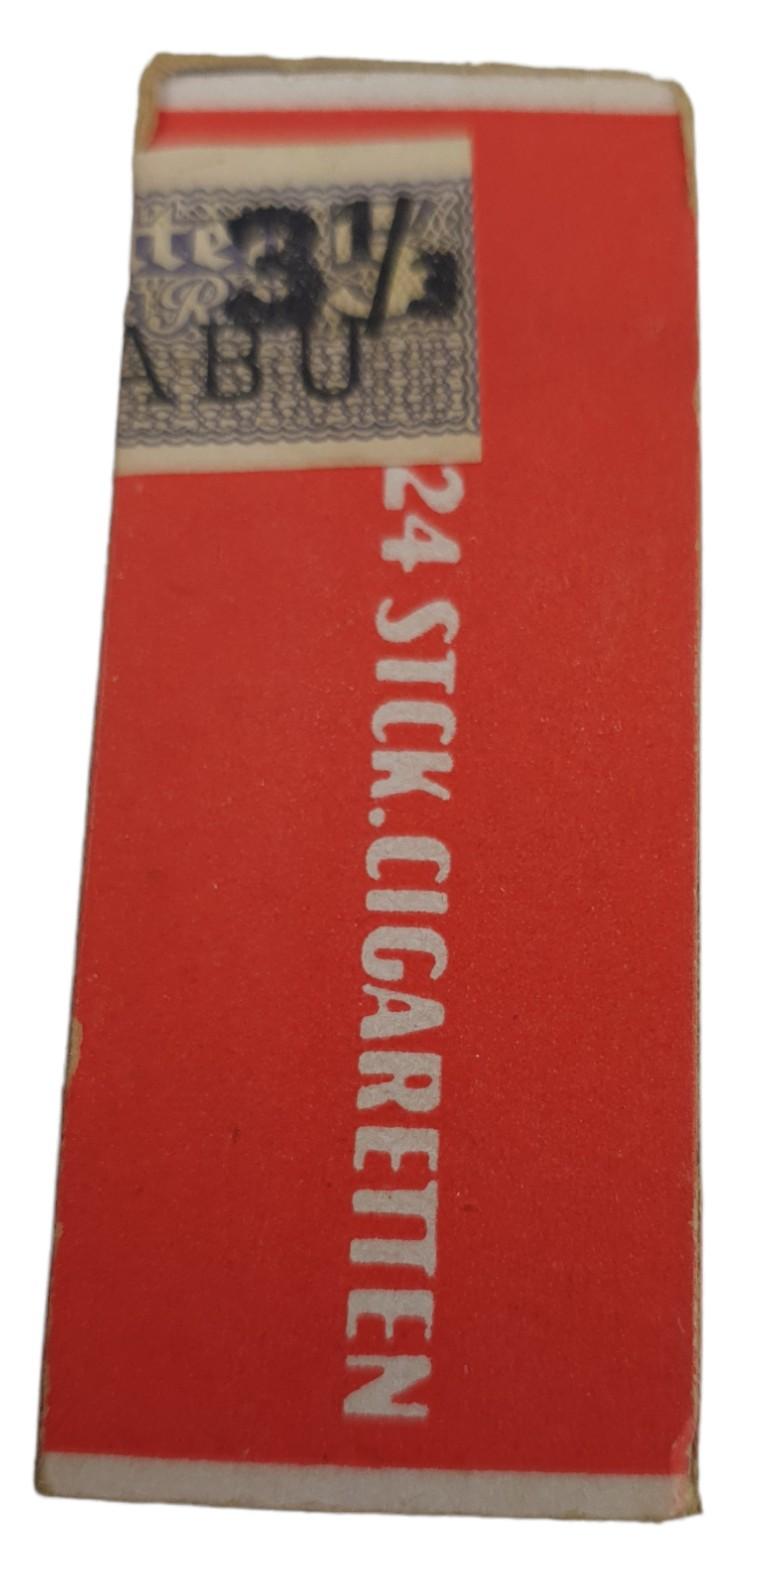 3⅓
ABU
24 STCK. CIGARETTEN